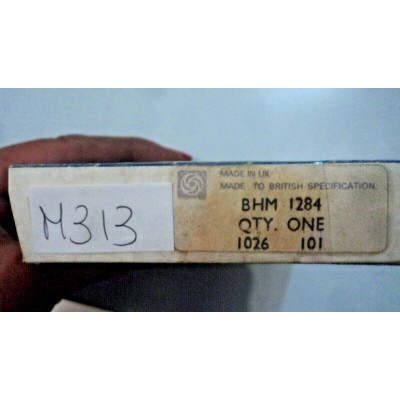 M313
MADE IN UK
MADE TO BRITISH SPECIFICATION
BHM 1284
QTY. ONE
1026 101